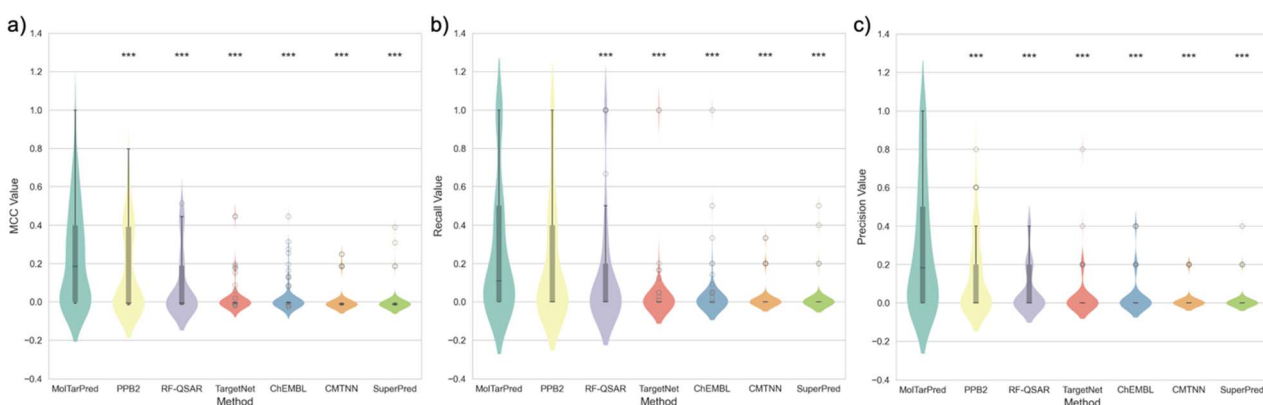 a)
*** *** *** *** *** ***
1.4
1.2
1.0
0.8
0.6
0.4
0.2
0.0
−0.2
−0.4
MCC Value
MolTarPred PPB2 RF-QSAR TargetNet ChEMBL CMTNN SuperPred
Method
b)
*** *** *** *** ***
1.4
1.2
1.0
0.8
0.6
0.4
0.2
0.0
−0.2
−0.4
Recall Value
MolTarPred PPB2 RF-QSAR TargetNet ChEMBL CMTNN SuperPred
Method
c)
*** *** *** *** *** ***
1.4
1.2
1.0
0.8
0.6
0.4
0.2
0.0
−0.2
−0.4
Precision Value
MolTarPred PPB2 RF-QSAR TargetNet ChEMBL CMTNN SuperPred
Method